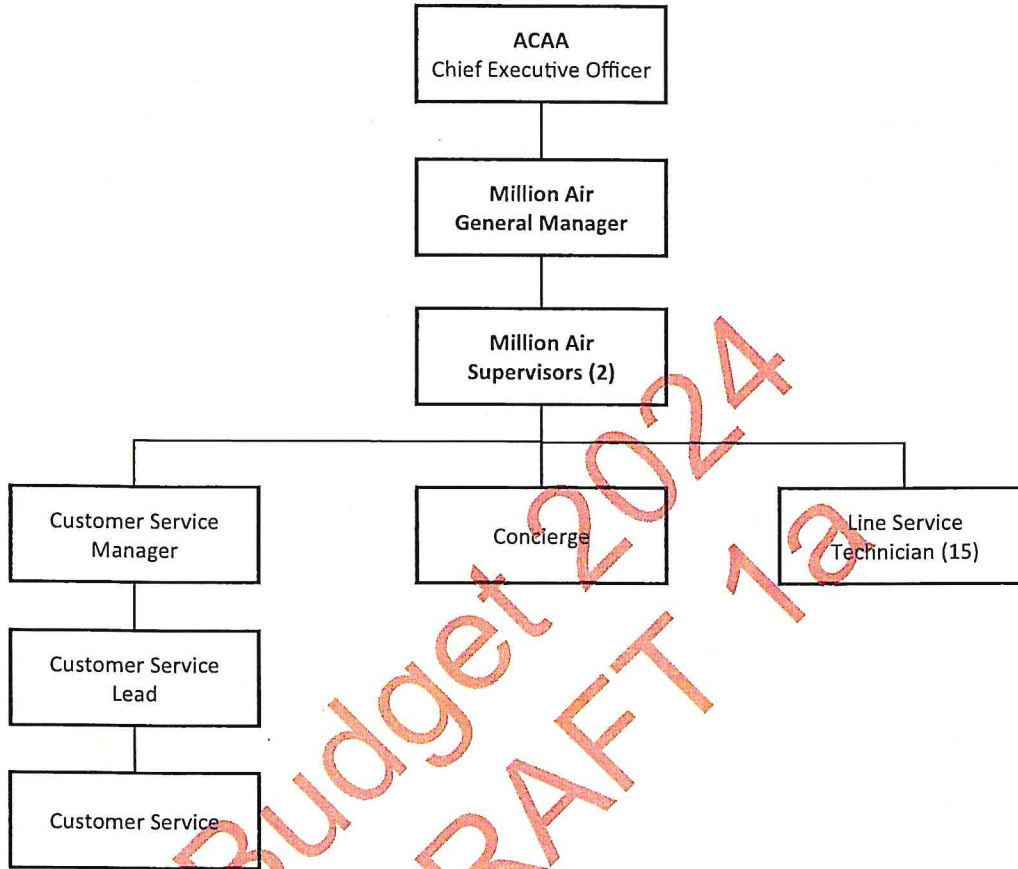 ACAA
Chief Executive Officer
Million Air
General Manager
Million Air
Supervisors (2)
Customer Service
Manager
Concierge
Line Service
Technician (15)
Customer Service
Lead
Customer Service
Budget 2024
RAFT 1a